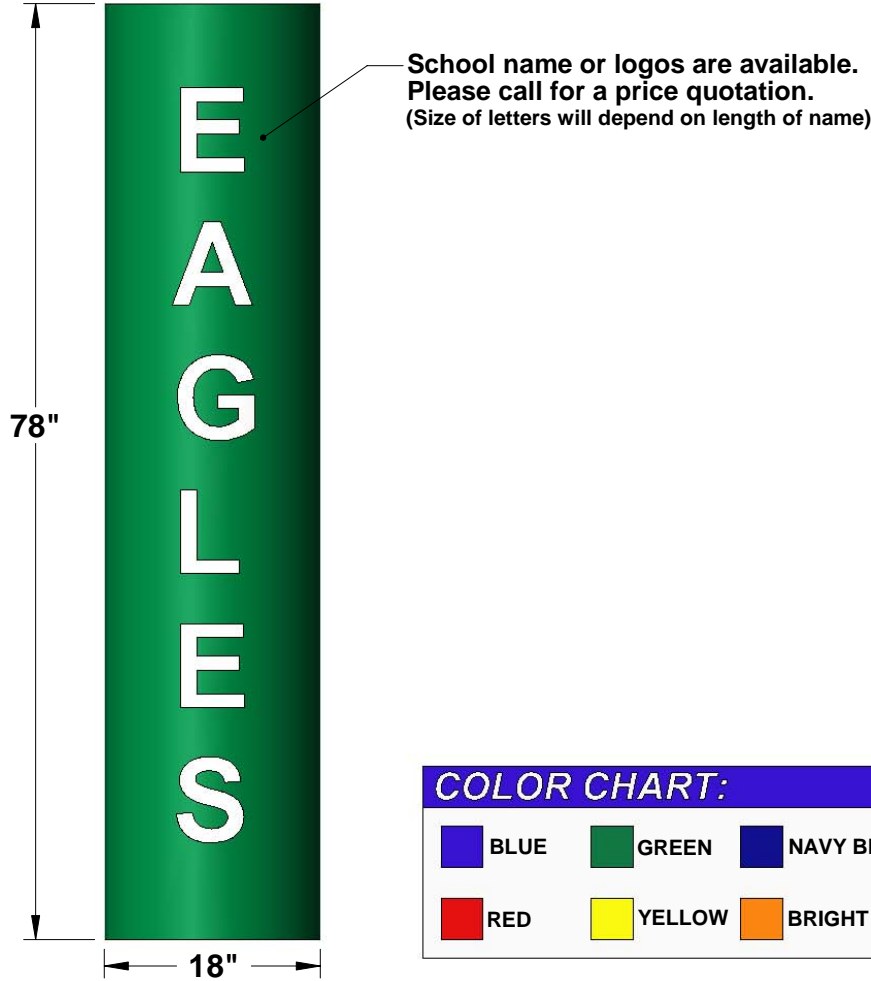 School name or logos are available.
Please call for a price quotation.
(Size of letters will depend on length of name)
E
A
G
L
E
S
78"
18"
COLOR CHART:
BLUE GREEN NAVY
RED YELLOW BRIGHT